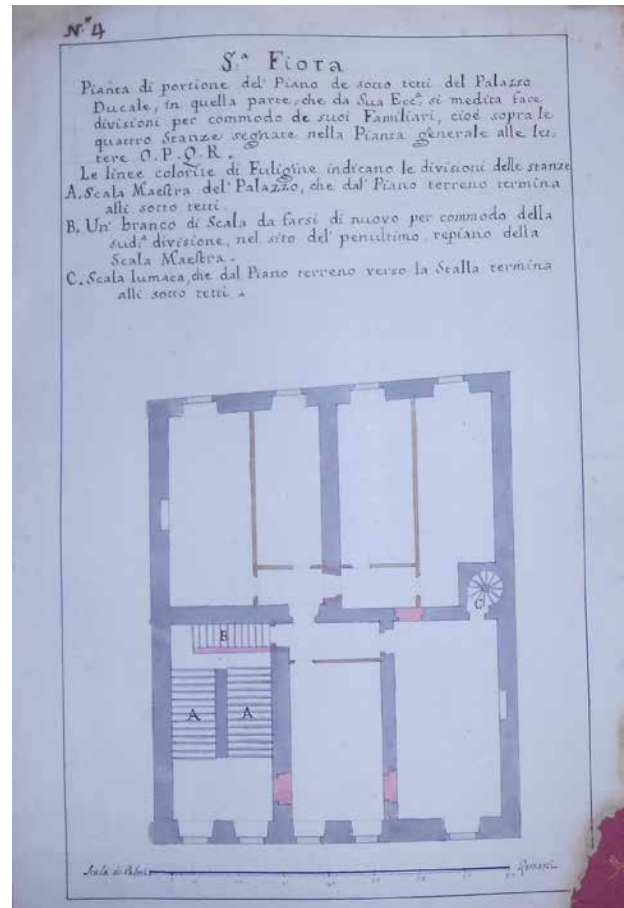 N.º 4
S.ª Fiora
Pianta di portione del' Piano de sotto tetti del Palazzo
Ducale, in quella parte, che da Sua Ecc.ª si medita fare
divisioni per commodo de suoi Familiari, cioè sopra le
quattro Stanze segnate nella Pianta generale alle let-
tere O. P. Q. R.
Le linee colorite di Fuligine indicano le divisioni delle stanze
A. Scala Maestra del' Palazzo, che dal' Piano terreno termina
alli sotto tetti.
B. Un' branco di Scala da farsi di nuovo per commodo della
sud.ª divisione, nel sito del' penultimo repiano della
Scala Maestra.
C. Scala lumaca, che dal Piano terreno verso la Stalla termina
alli sotto tetti.
C
B
A A
Scala di Palmi Romani